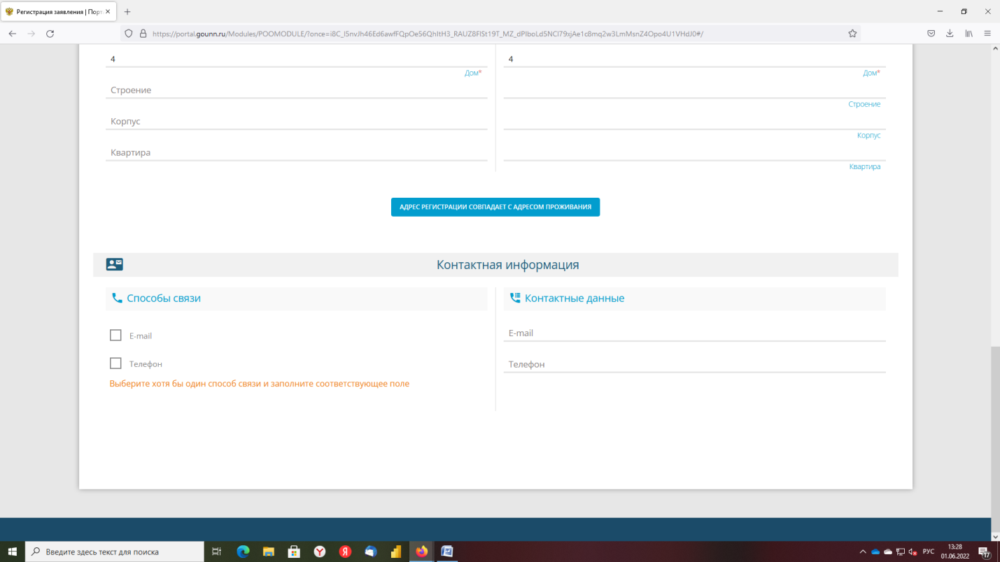 Регистрация заявления | Порт
https://portal.gounn.ru/Modules/POOMODULE/?once=i8C_I5nvJh46Ed6awfFQpOe56QhItH3_RAUZ8FlSt19T_MZ_dPIboLd5NCl79xjAe1c8mq2w3LmMsnZ4Opo4U1VHdJ0#/
4 4
Дом* Дом*
Строение
Строение
Корпус
Корпус
Квартира
Квартира
АДРЕС РЕГИСТРАЦИИ СОВПАДАЕТ С АДРЕСОМ ПРОЖИВАНИЯ
Контактная информация
Способы связи Контактные данные
E-mail E-mail
Телефон Телефон
Выберите хотя бы один способ связи и заполните соответствующее поле
Введите здесь текст для поиска
РУС
13:28
01.06.2022
17